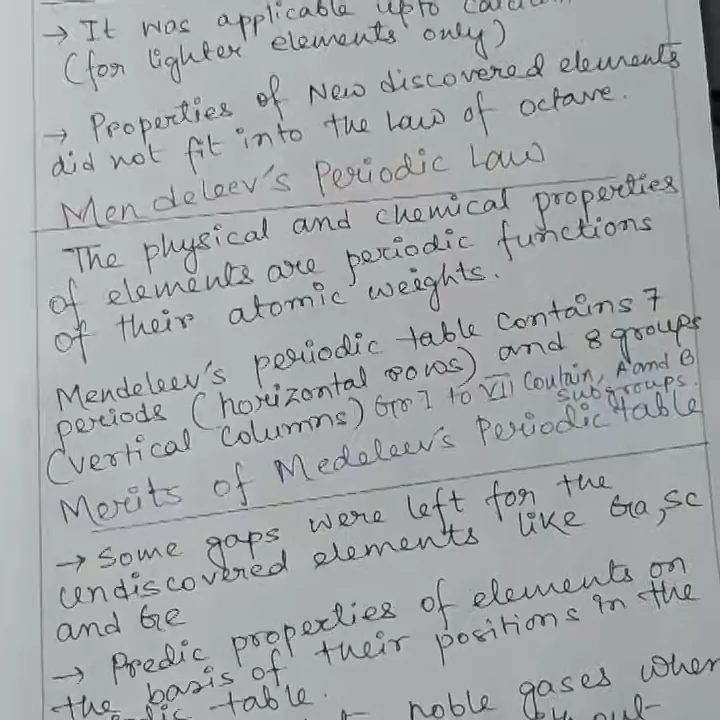 → It was applicable upto
(for lighter elements only)
→ Properties of New discovered elements
did not fit into the Law of octave.
Mendeleev's Periodic Law
The physical and chemical properties
of elements are periodic functions
of their atomic weights.
Mendeleev's periodic table contains 7
periods (horizontal rows) and 8 groups
(vertical columns) Gr I to VII Contain, A and B
subgroups.
Merits of Medeleev's Periodic table
→ Some gaps were left for the
undiscovered elements like Ga, Sc
and Ge
→ Predic properties of elements on
the basis of their positions in the
table.
noble gases when